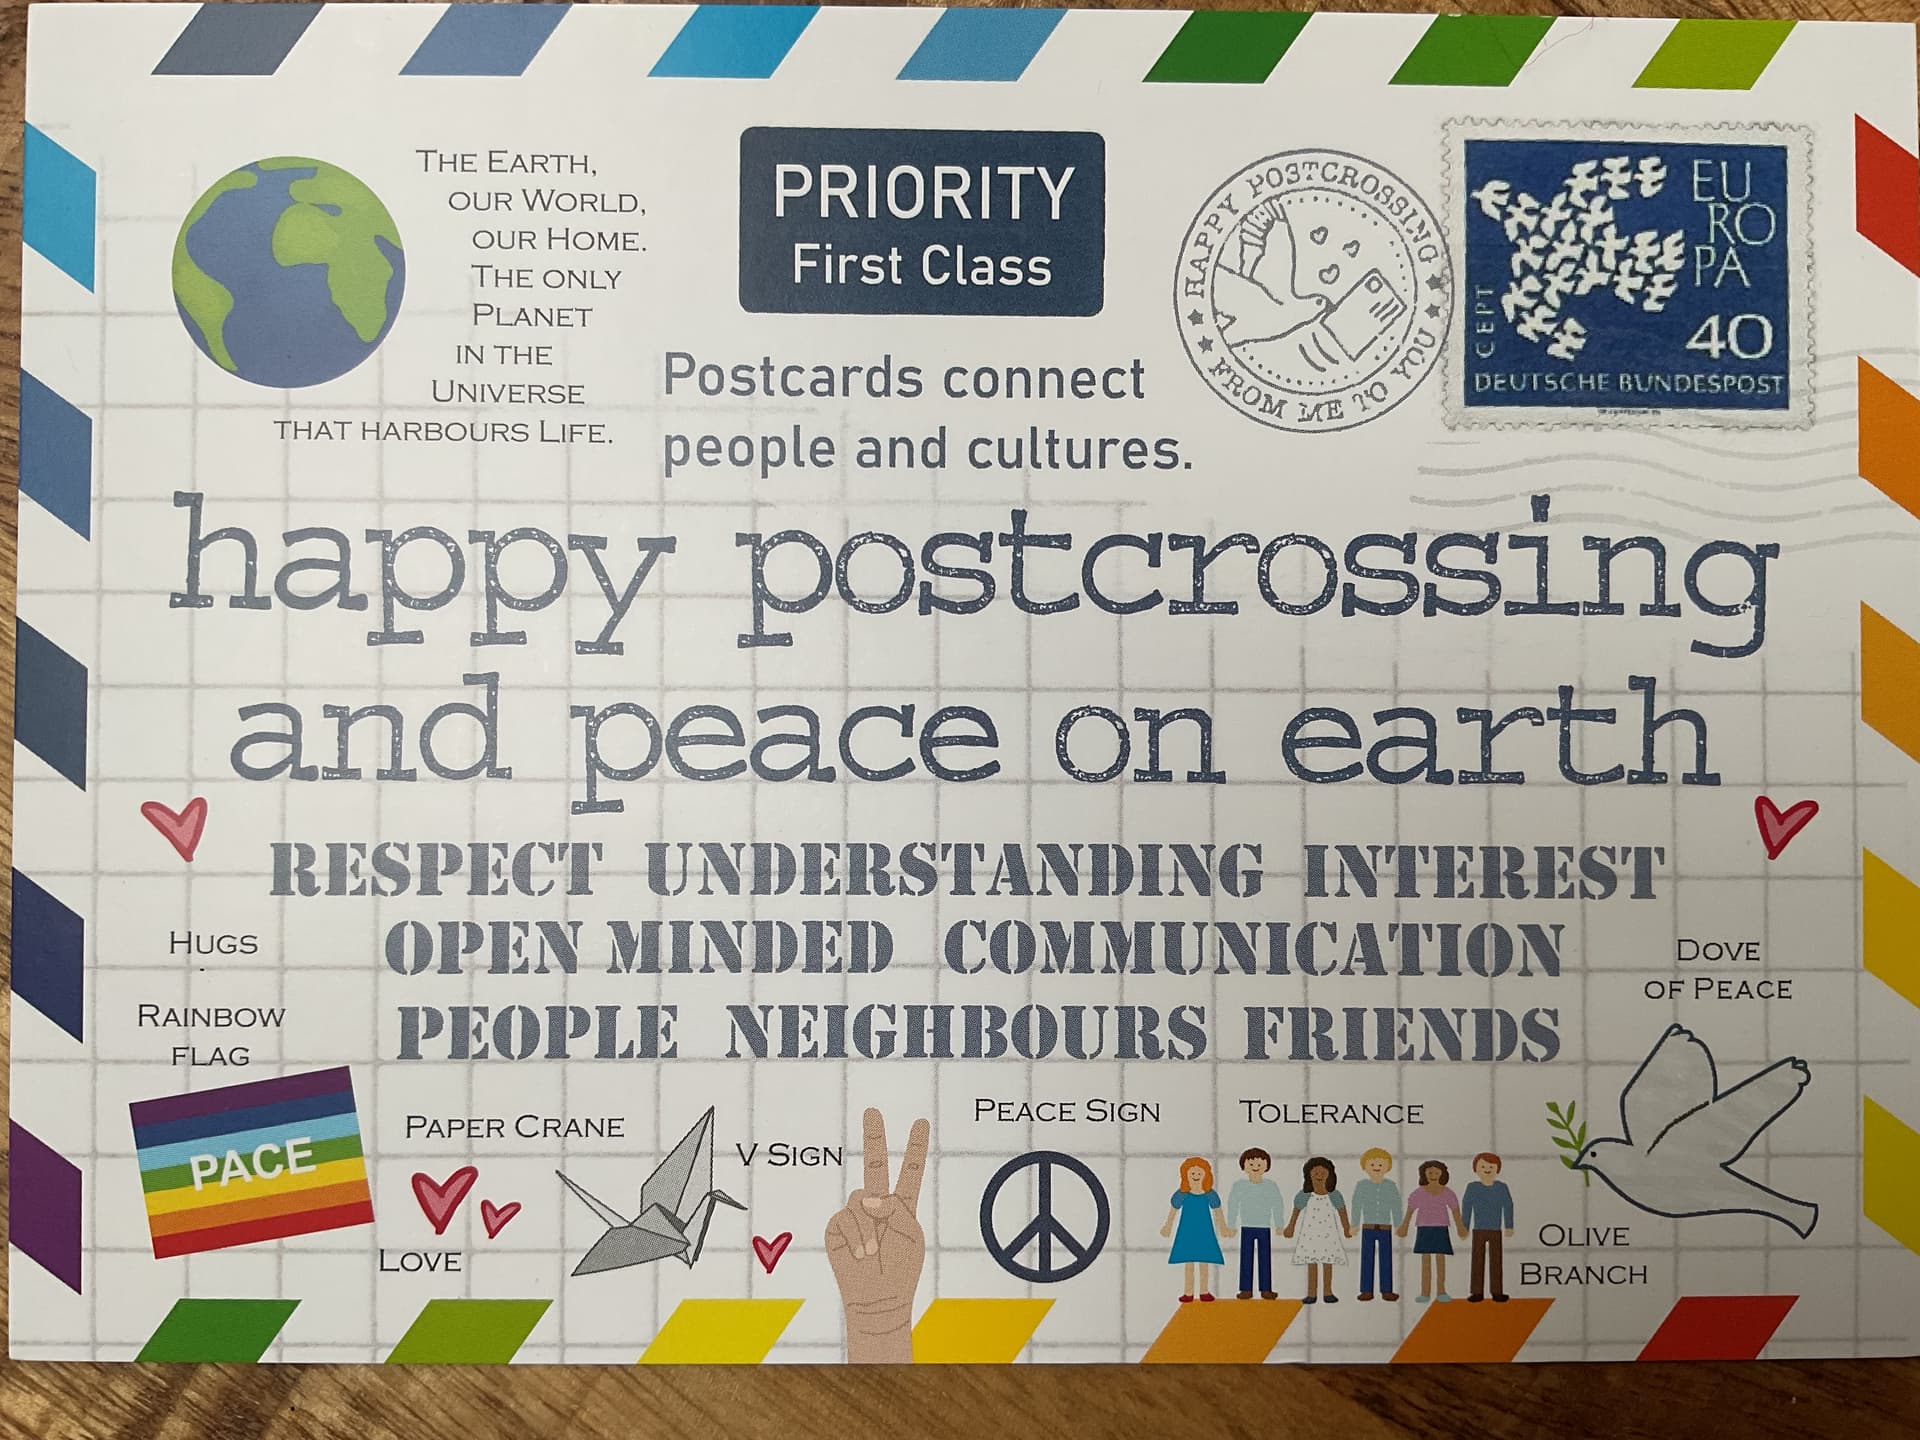 THE EARTH,
OUR WORLD,
OUR HOME.
THE ONLY
PLANET
IN THE
UNIVERSE
THAT HARBOURS LIFE.
PRIORITY
First Class
Postcards connect
people and cultures.
HAPPY POSTCROSSING
FROM ME TO YOU
EU
RO
PA
CEPT
40
DEUTSCHE BUNDESPOST
happy postcrossing
and peace on earth
RESPECT UNDERSTANDING INTEREST
OPEN MINDED COMMUNICATION
PEOPLE NEIGHBOURS FRIENDS
HUGS
RAINBOW
FLAG
PACE
PAPER CRANE
LOVE
V SIGN
PEACE SIGN
TOLERANCE
DOVE
OF PEACE
OLIVE
BRANCH